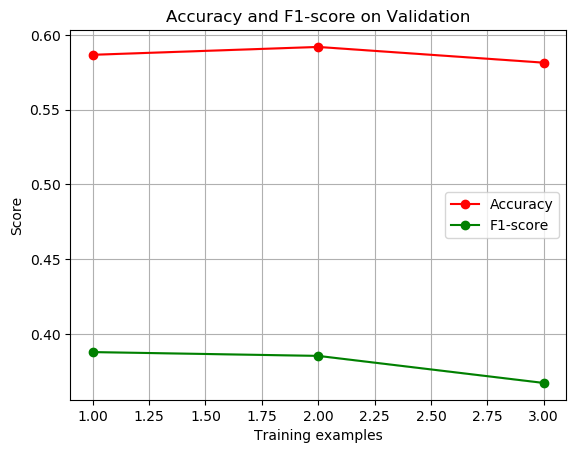 Accuracy and F1-score on Validation
0.60
0.55
0.50
0.45
0.40
Score
Accuracy
F1-score
1.00 1.25 1.50 1.75 2.00 2.25 2.50 2.75 3.00
Training examples